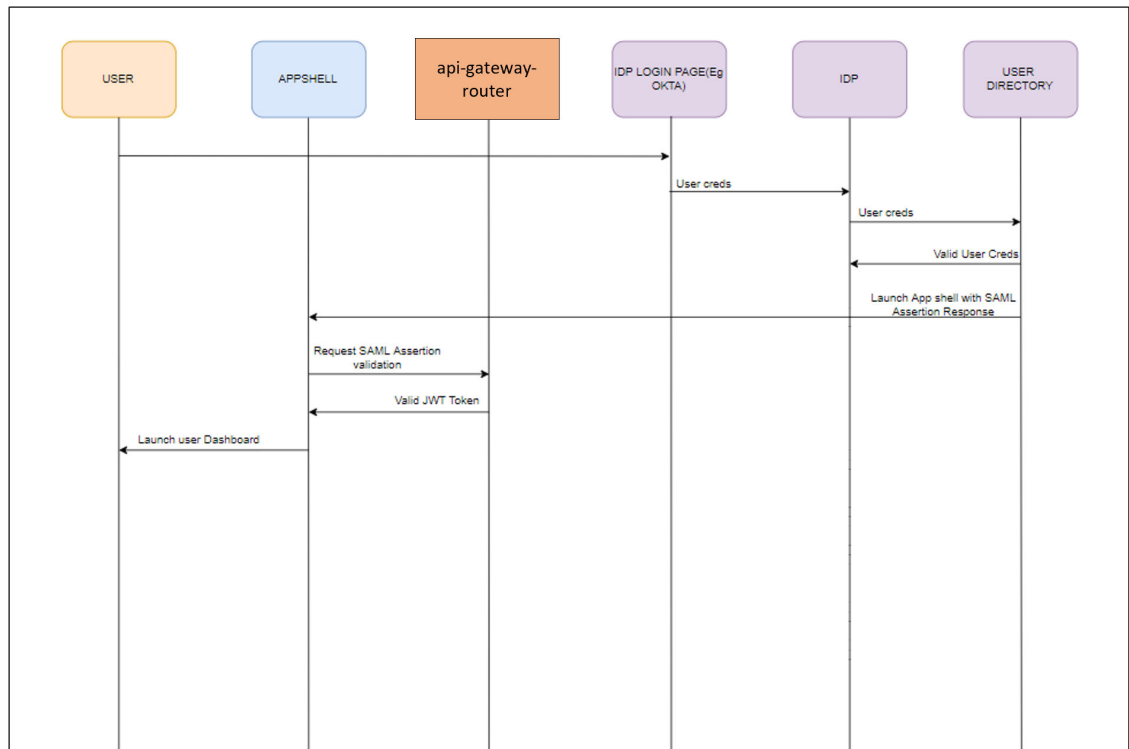 USER
APPSHELL
api-gateway-
router
IDP LOGIN PAGE(Eg
OKTA)
IDP
USER
DIRECTORY
User creds
User creds
Valid User Creds
Launch App shell with SAML
Assertion Response
Request SAML Assertion
validation
Valid JWT Token
Launch user Dashboard